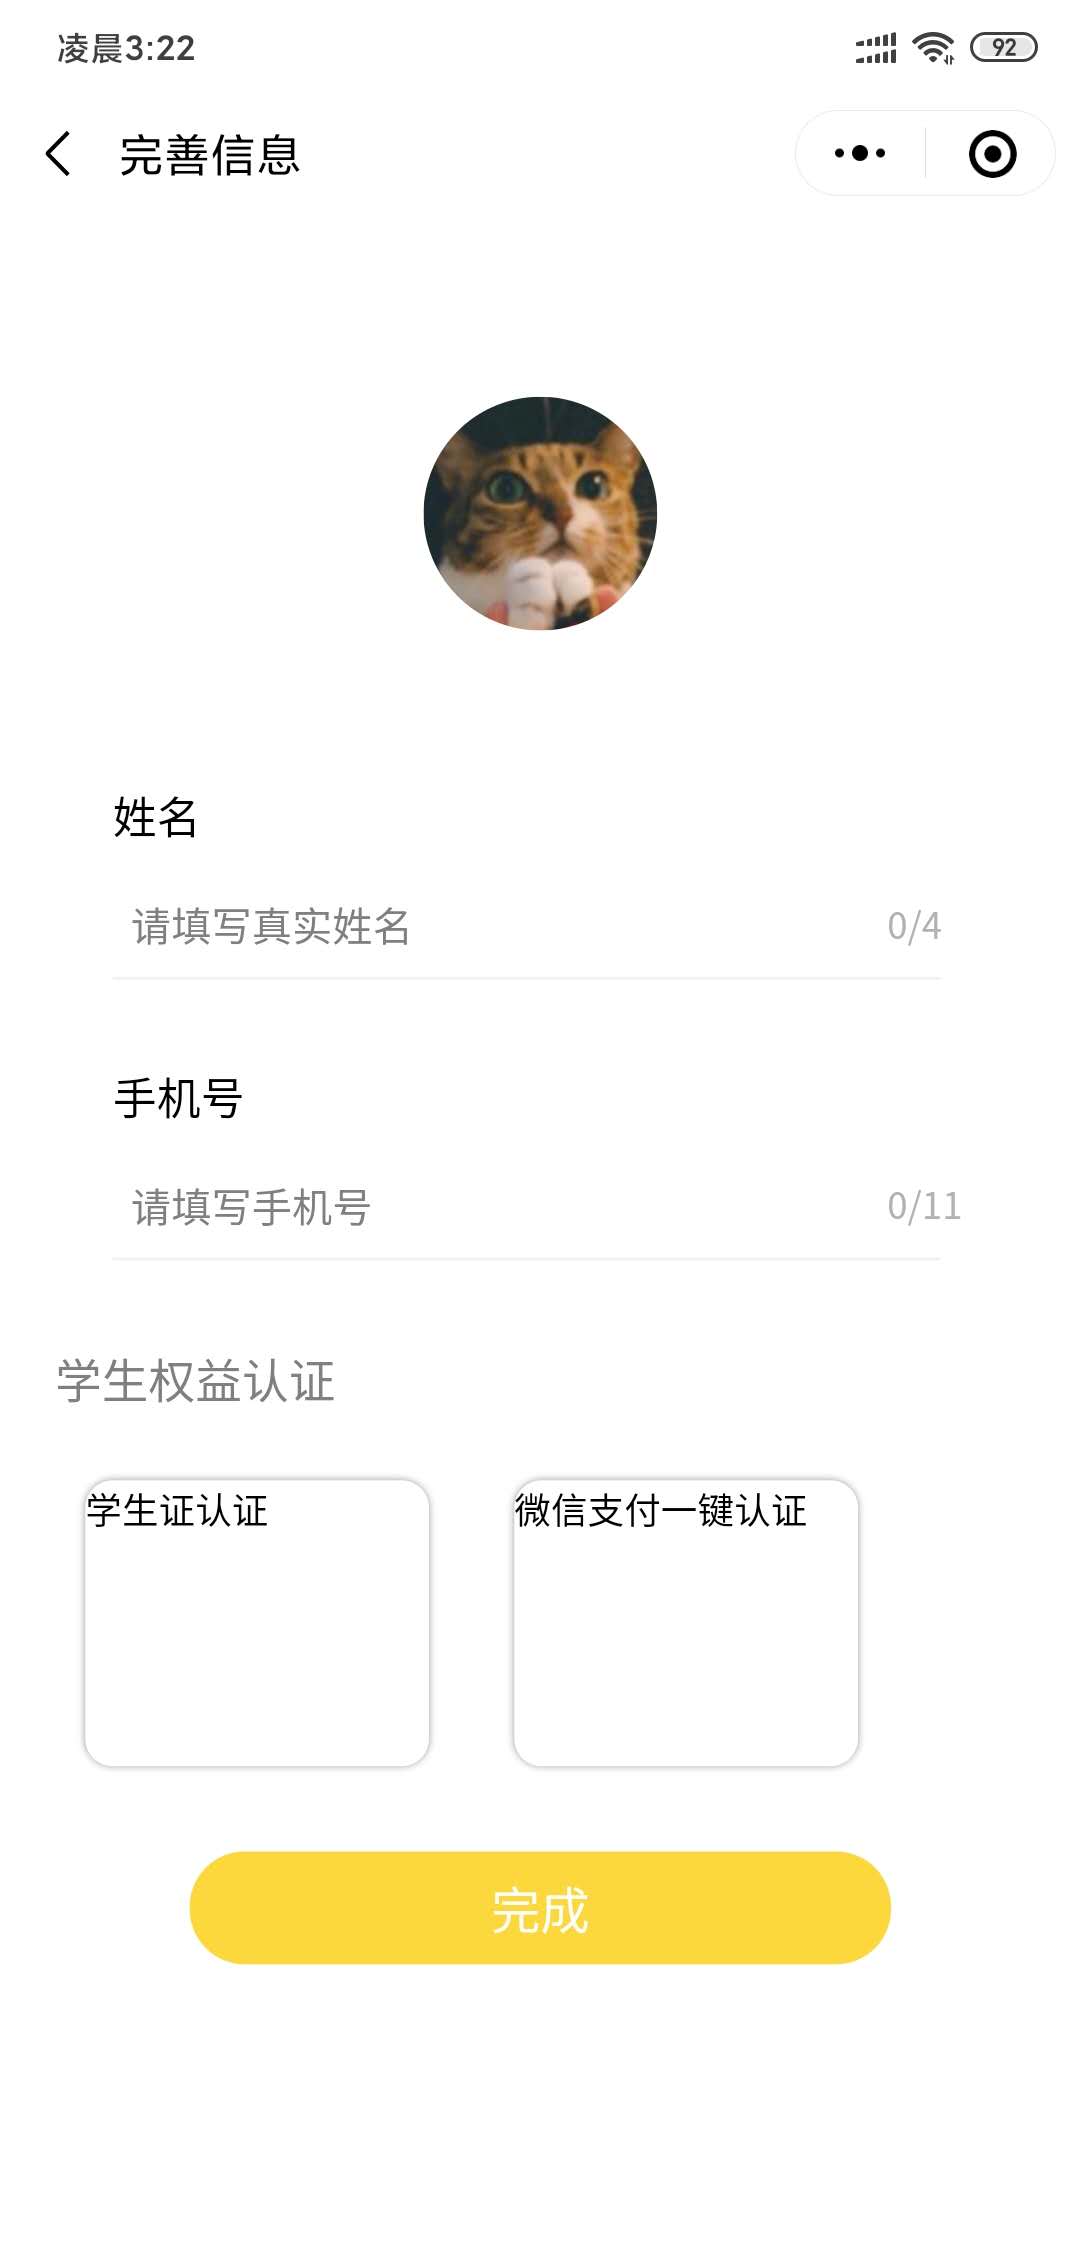 凌晨3:22
92
完善信息
姓名
请填写真实姓名 0/4
手机号
请填写手机号 0/11
学生权益认证
学生证认证 微信支付一键认证
完成